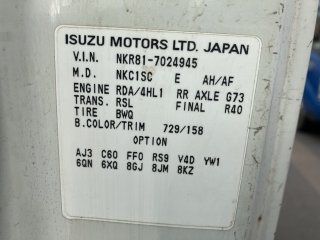 ISUZU MOTORS LTD. JAPAN
V.I.N. NKR81-7024945
M.D. NKC1SC E AH/AF
ENGINE RDA/4HL1 RR AXLE G73
TRANS. RSL FINAL R40
TIRE BWQ
B.COLOR/TRIM 729/158
OPTION
AJ3 C60 FF0 RS9 V4D YW1
6QN 6XQ 8GJ 8JM 8KZ